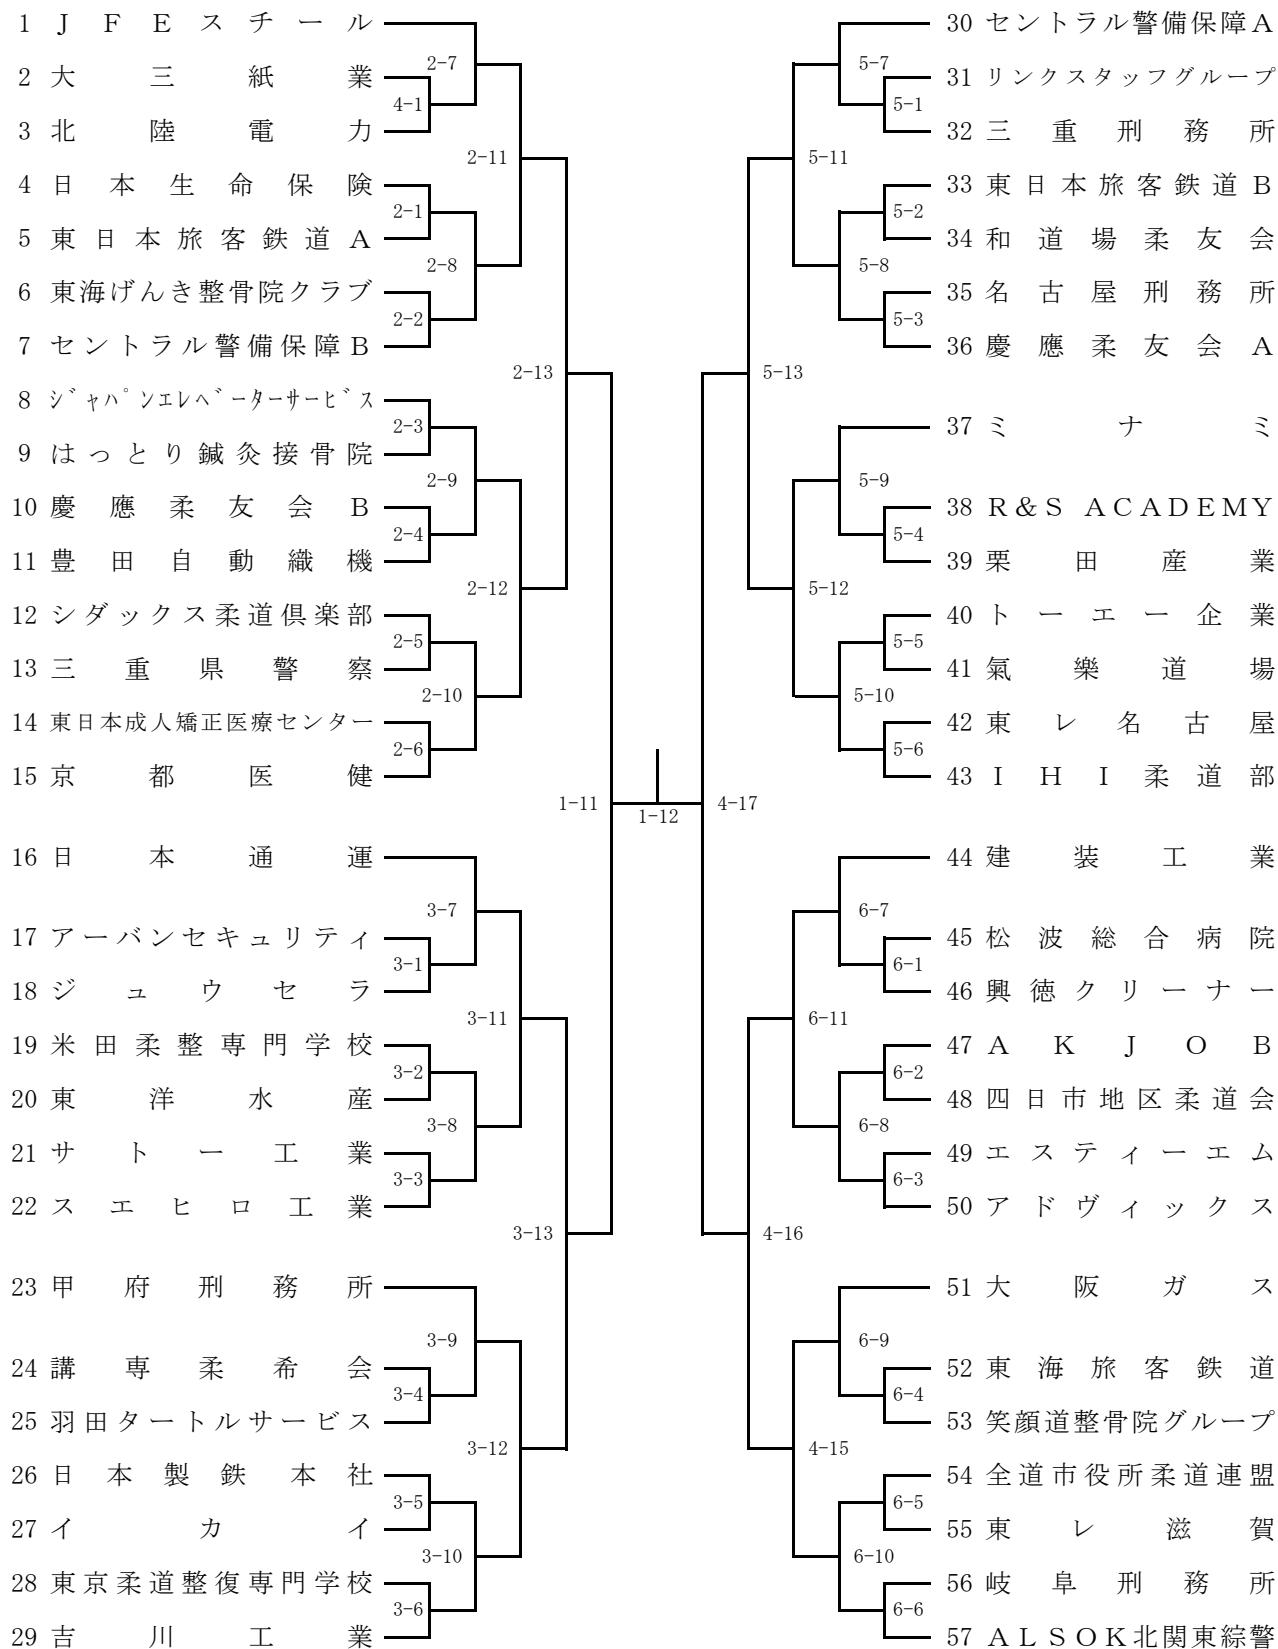 1 ＪＦＥスチール
2-7
2 大三紙業
4-1
3 北陸電力
2-11
4 日本生命保険
2-1
5 東日本旅客鉄道Ａ
2-8
6 東海げんき整骨院クラブ
2-2
7 セントラル警備保障Ｂ
2-13
8 ｼﾞｬﾊﾟﾝｴﾚﾍﾞｰﾀｰｻｰﾋﾞｽ
2-3
9 はっとり鍼灸接骨院
2-9
10 慶應柔友会Ｂ
2-4
11 豊田自動織機
2-12
12 シダックス柔道倶楽部
2-5
13 三重県警察
2-10
14 東日本成人矯正医療センター
2-6
15 京都医健
1-11
1-12
16 日本通運
3-7
17 アーバンセキュリティ
3-1
18 ジュウセラ
3-11
19 米田柔整専門学校
3-2
20 東洋水産
3-8
21 サトー工業
3-3
22 スエヒロ工業
3-13
23 甲府刑務所
3-9
24 講専柔希会
3-4
25 羽田タートルサービス
3-12
26 日本製鉄本社
3-5
27 イカイ
3-10
28 東京柔道整復専門学校
3-6
29 吉川工業
30 セントラル警備保障Ａ
5-7
31 リンクスタッフグループ
5-1
32 三重刑務所
5-11
33 東日本旅客鉄道Ｂ
5-2
34 和道場柔友会
5-8
35 名古屋刑務所
5-3
36 慶應柔友会Ａ
5-13
37 ミナミ
5-9
38 Ｒ＆Ｓ ＡＣＡＤＥＭＹ
5-4
39 栗田産業
5-12
40 トーエー企業
5-5
41 氣樂道場
5-10
42 東レ名古屋
5-6
43 ＩＨＩ柔道部
4-17
44 建装工業
6-7
45 松波総合病院
6-1
46 興徳クリーナー
6-11
47 ＡＫＪＯＢ
6-2
48 四日市地区柔道会
6-8
49 エスティーエム
6-3
50 アドヴィックス
4-16
51 大阪ガス
6-9
52 東海旅客鉄道
6-4
53 笑顔道整骨院グループ
4-15
54 全道市役所柔道連盟
6-5
55 東レ滋賀
6-10
56 岐阜刑務所
6-6
57 ＡＬＳＯＫ北関東綜警